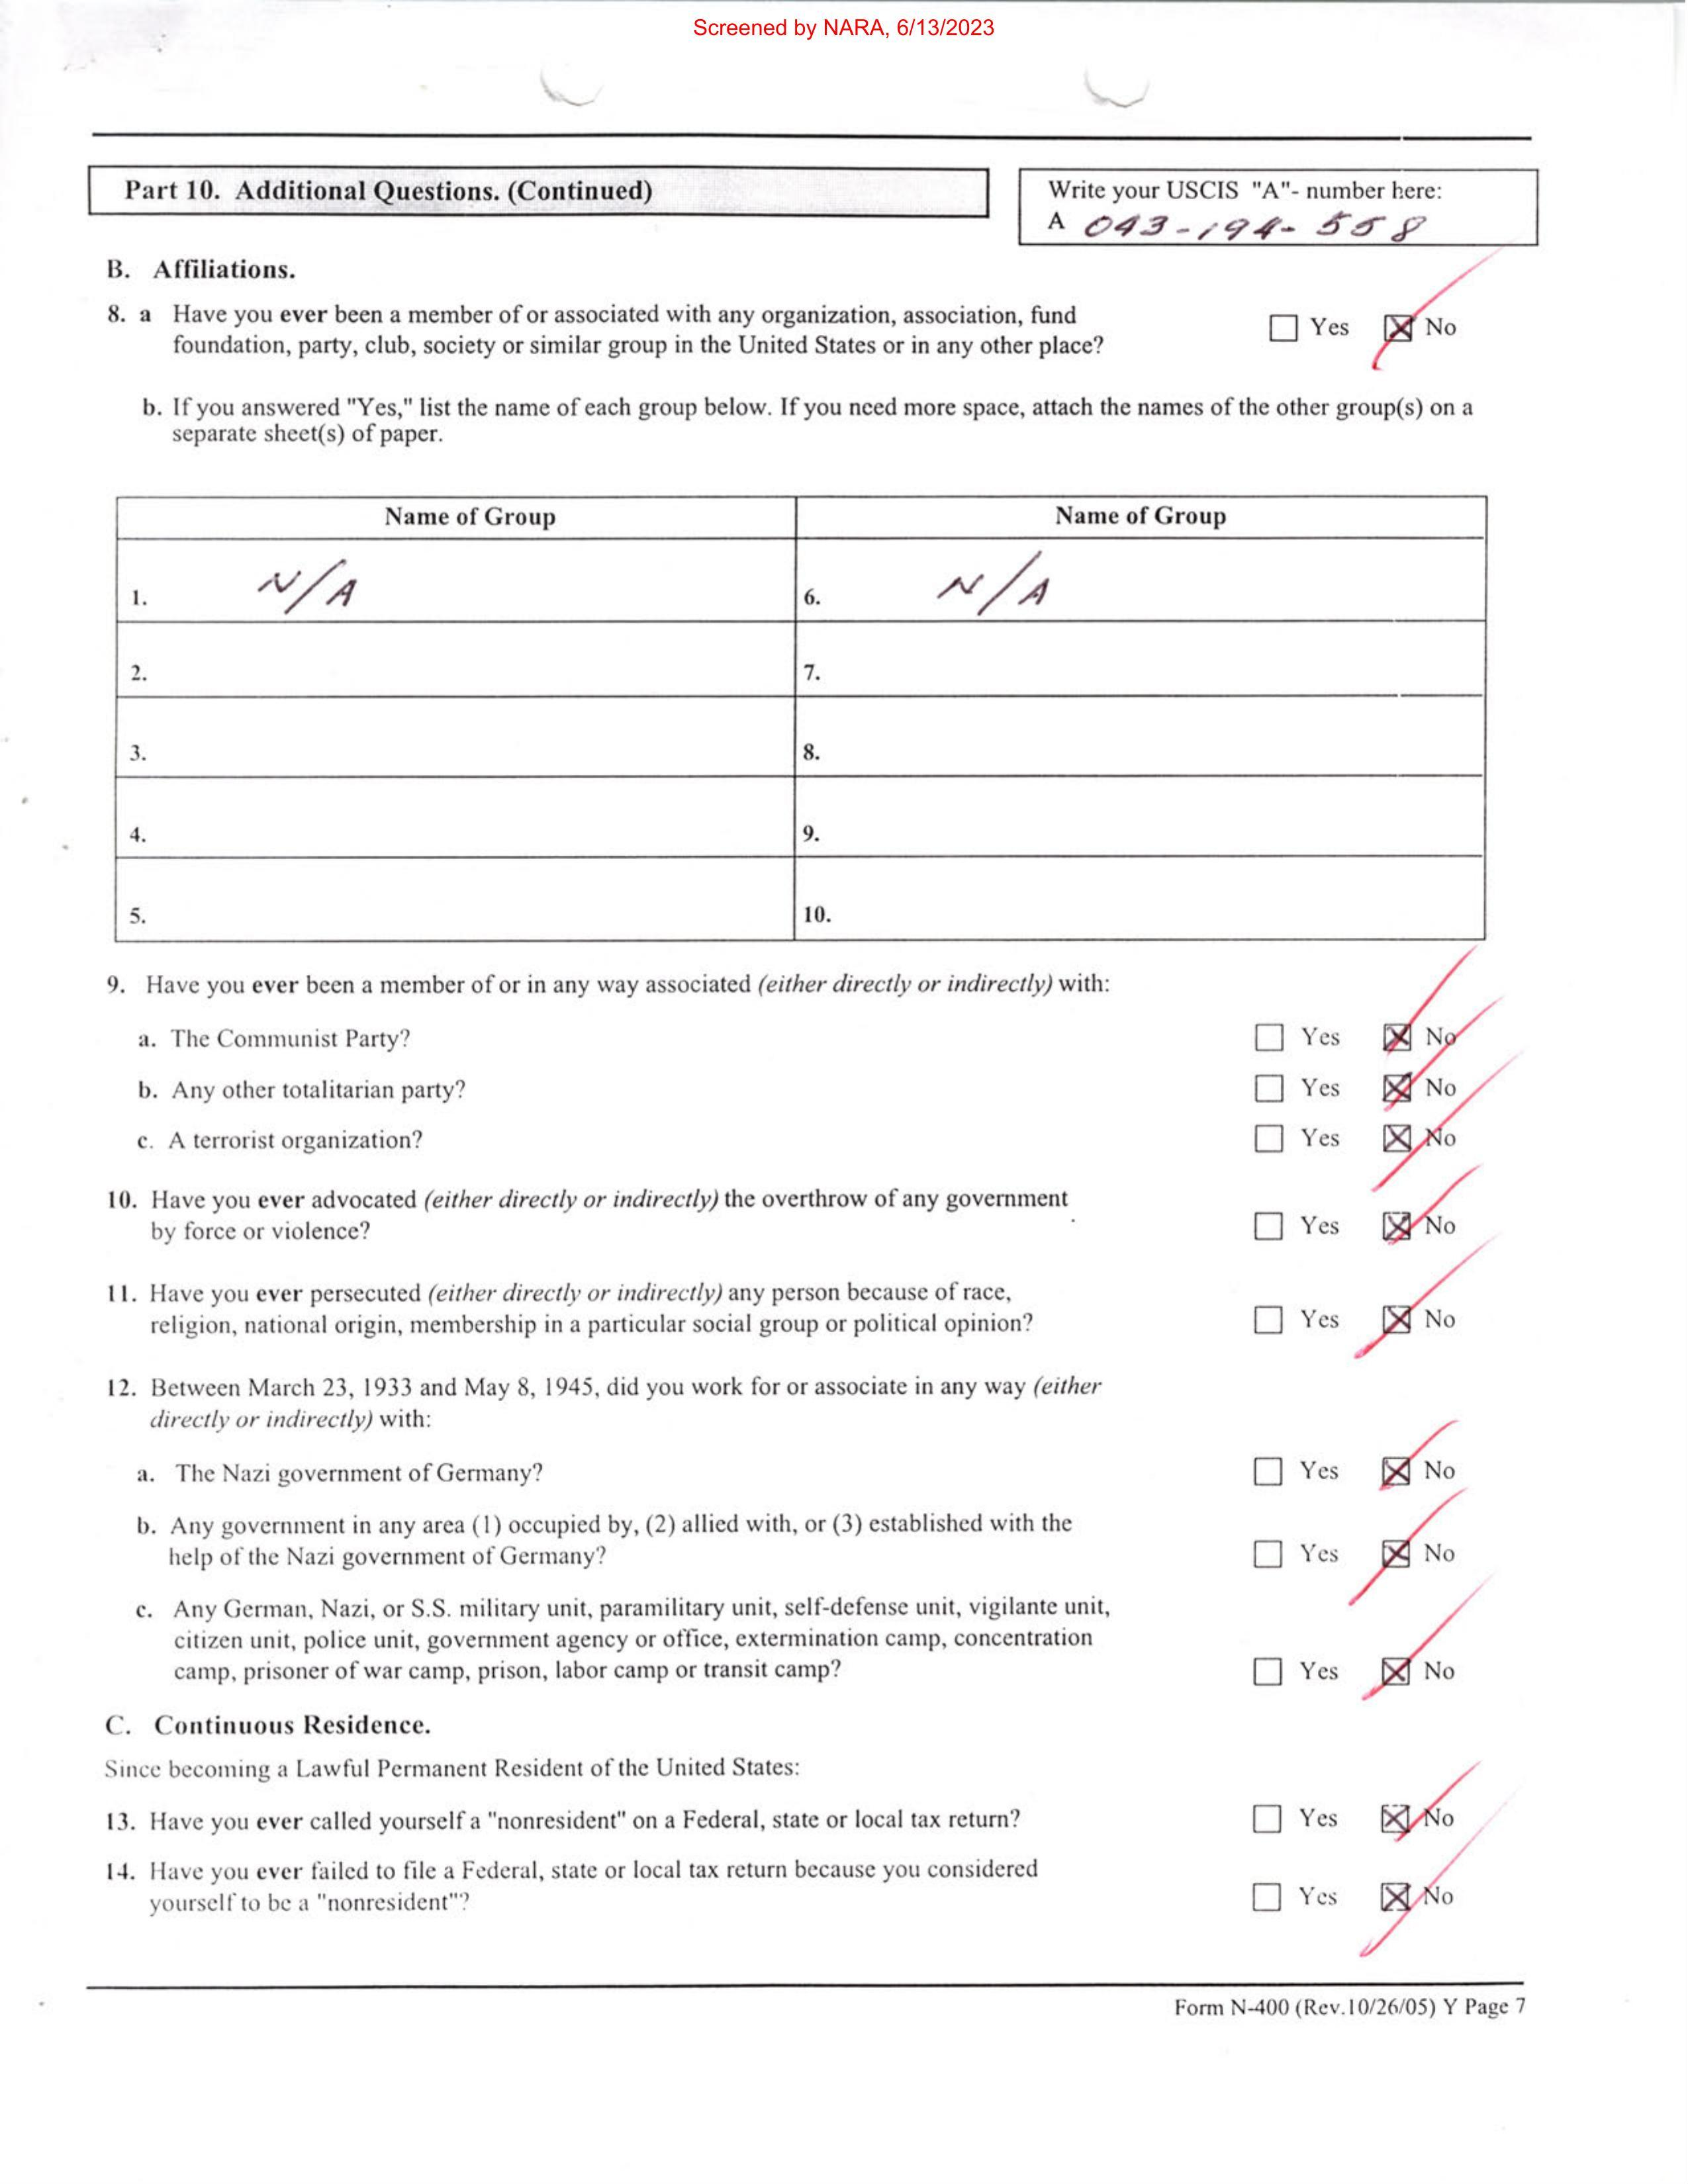 Screened by NARA, 6/13/2023
Part 10. Additional Questions. (Continued)
Write your USCIS "A"- number here:
A 043-194-558
B. Affiliations.
8. a Have you ever been a member of or associated with any organization, association, fund
foundation, party, club, society or similar group in the United States or in any other place?
Yes No
b. If you answered "Yes," list the name of each group below. If you need more space, attach the names of the other group(s) on a
separate sheet(s) of paper.
Name of Group Name of Group
1. N/A 6. N/A
2. 7.
3. 8.
4. 9.
5. 10.
9. Have you ever been a member of or in any way associated (either directly or indirectly) with:
a. The Communist Party? Yes No
b. Any other totalitarian party? Yes No
c. A terrorist organization? Yes No
10. Have you ever advocated (either directly or indirectly) the overthrow of any government
by force or violence? Yes No
11. Have you ever persecuted (either directly or indirectly) any person because of race,
religion, national origin, membership in a particular social group or political opinion? Yes No
12. Between March 23, 1933 and May 8, 1945, did you work for or associate in any way (either
directly or indirectly) with:
a. The Nazi government of Germany? Yes No
b. Any government in any area (1) occupied by, (2) allied with, or (3) established with the
help of the Nazi government of Germany? Yes No
c. Any German, Nazi, or S.S. military unit, paramilitary unit, self-defense unit, vigilante unit,
citizen unit, police unit, government agency or office, extermination camp, concentration
camp, prisoner of war camp, prison, labor camp or transit camp? Yes No
C. Continuous Residence.
Since becoming a Lawful Permanent Resident of the United States:
13. Have you ever called yourself a "nonresident" on a Federal, state or local tax return? Yes No
14. Have you ever failed to file a Federal, state or local tax return because you considered
yourself to be a "nonresident"? Yes No
Form N-400 (Rev.10/26/05) Y Page 7